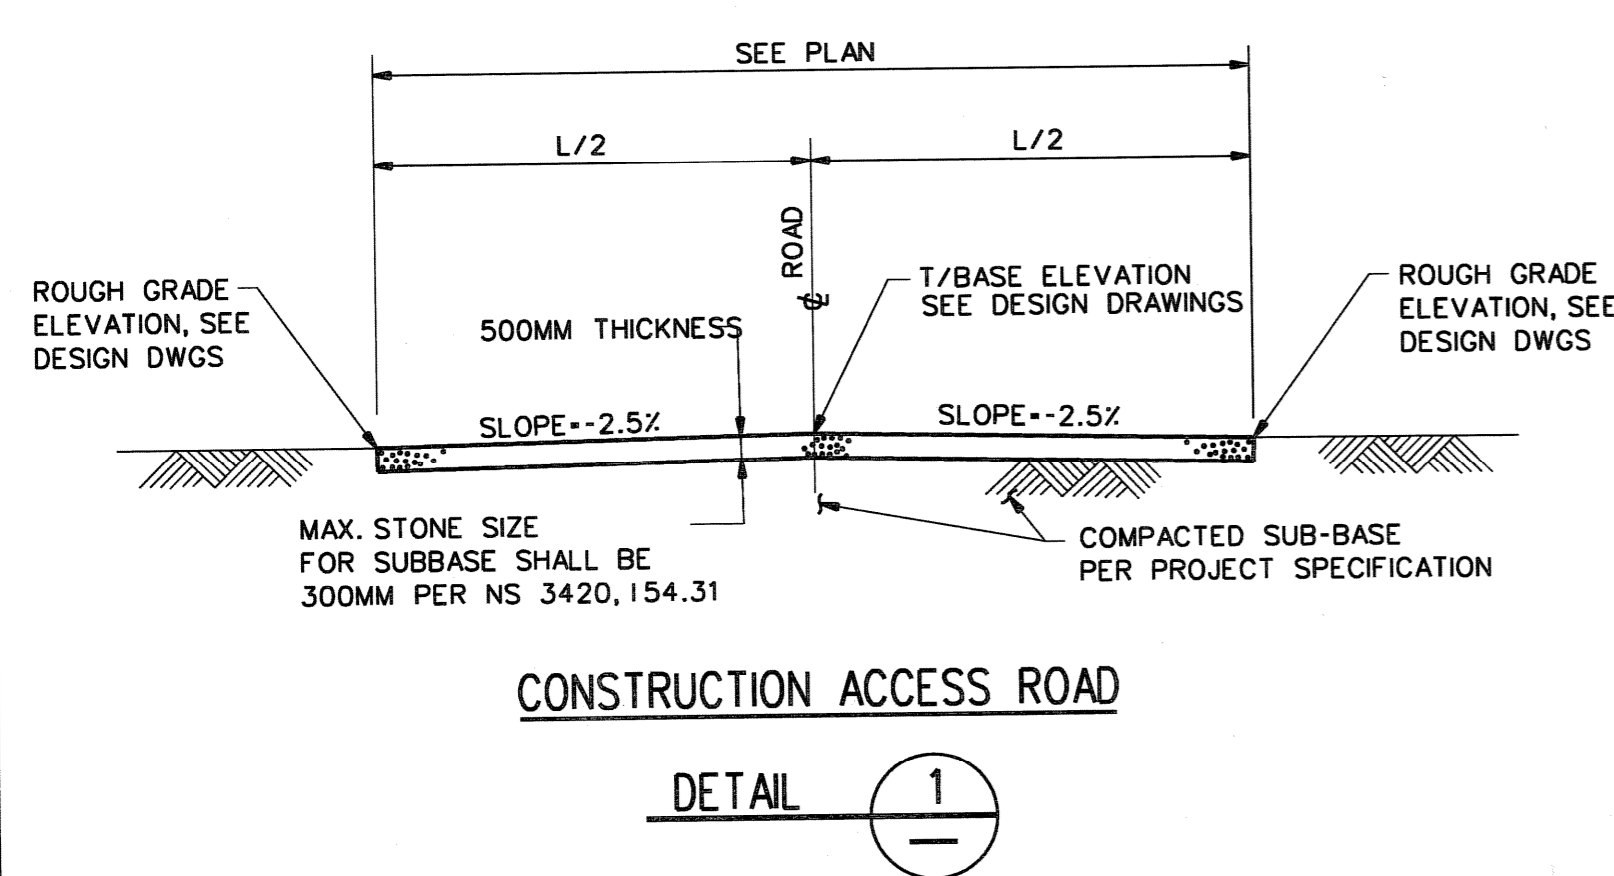 SEE PLAN
L/2
L/2
℄ ROAD
ROUGH GRADE
ELEVATION, SEE
DESIGN DWGS
500MM THICKNESS
T/BASE ELEVATION
SEE DESIGN DRAWINGS
ROUGH GRADE
ELEVATION, SEE
DESIGN DWGS
SLOPE=-2.5%
SLOPE=-2.5%
MAX. STONE SIZE
FOR SUBBASE SHALL BE
300MM PER NS 3420, 154.31
COMPACTED SUB-BASE
PER PROJECT SPECIFICATION
CONSTRUCTION ACCESS ROAD
DETAIL 1
—